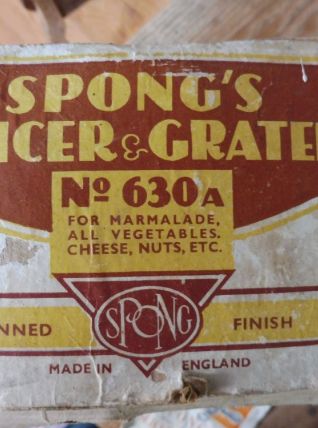 SPONG'S
ICER & GRATE
Nº 630A
FOR MARMALADE,
ALL VEGETABLES.
CHEESE, NUTS, ETC.
NNED SPONG FINISH
MADE IN ENGLAND